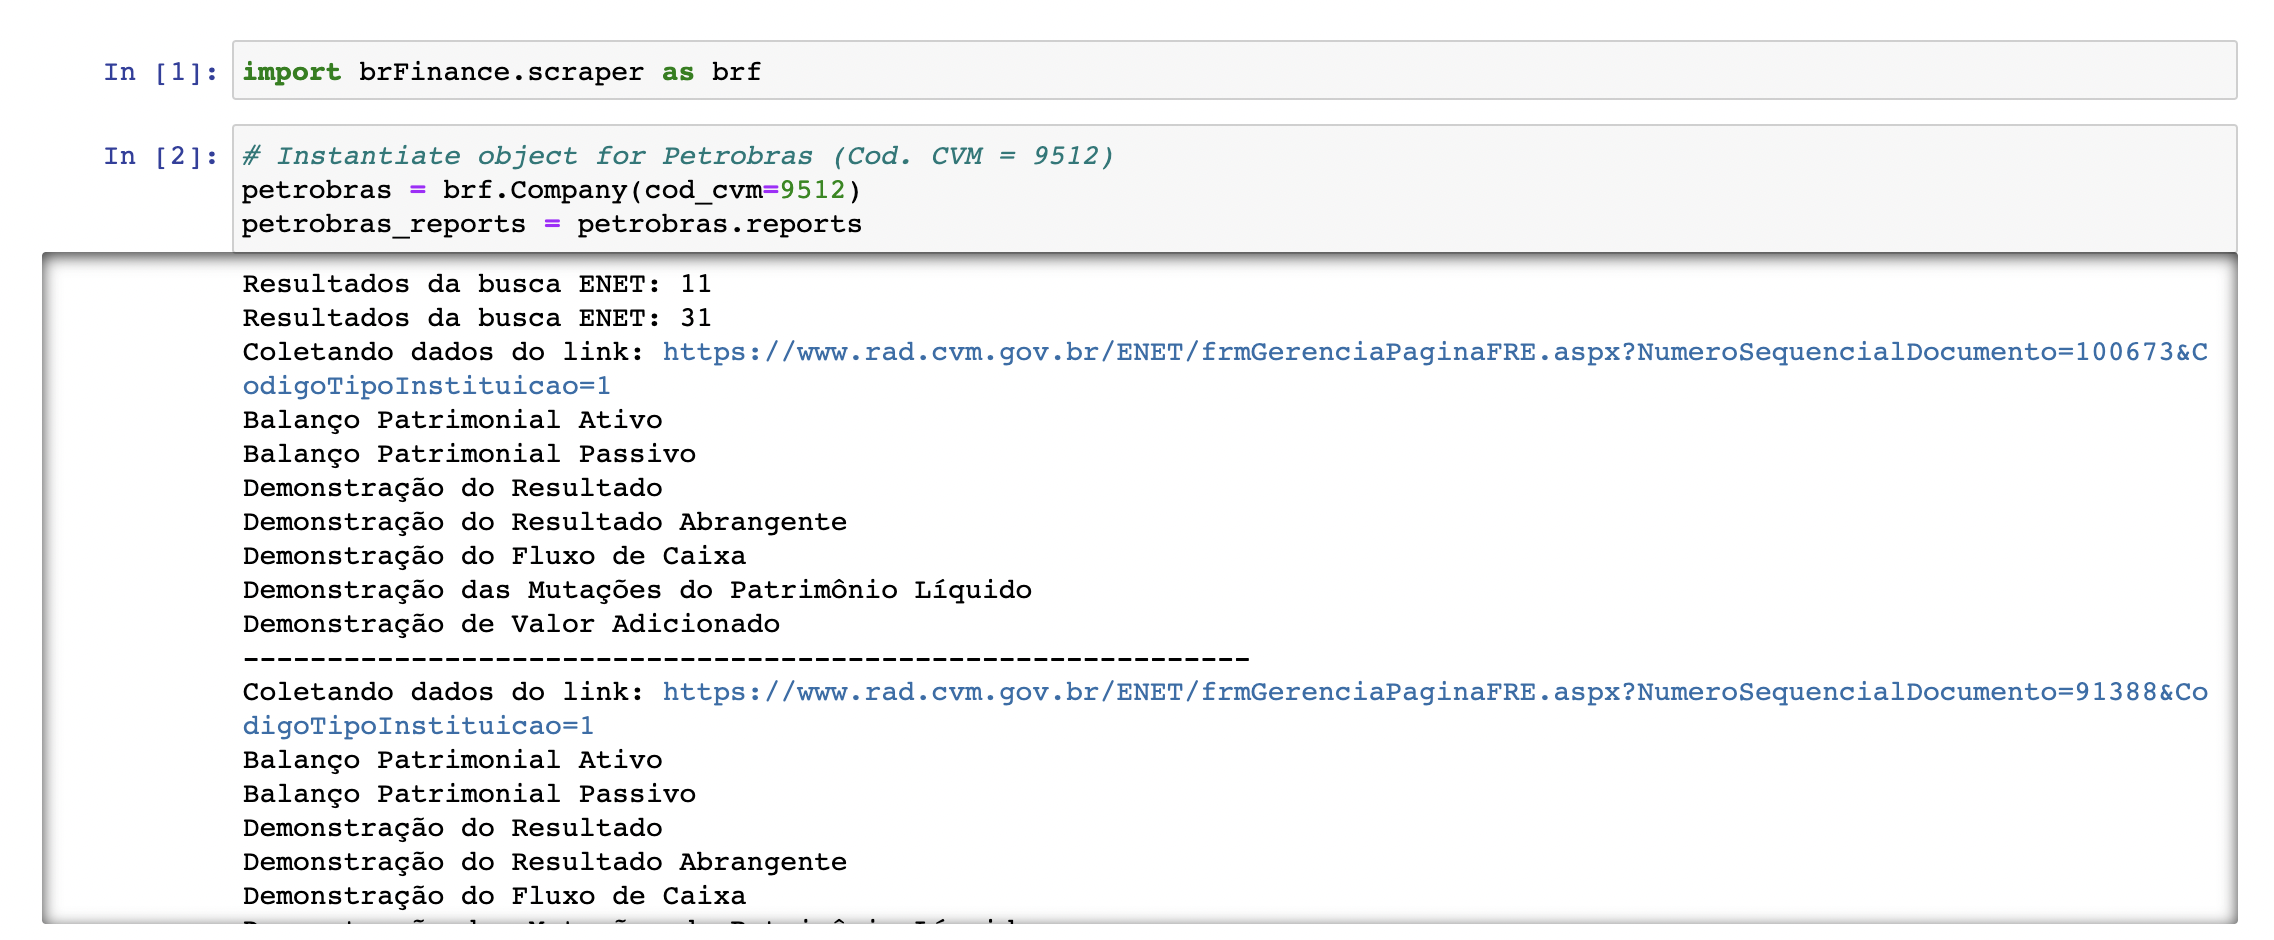 In [1]: import brFinance.scraper as brf
In [2]: # Instantiate object for Petrobras (Cod. CVM = 9512)
petrobras = brf.Company(cod_cvm=9512)
petrobras_reports = petrobras.reports
Resultados da busca ENET: 11
Resultados da busca ENET: 31
Coletando dados do link: https://www.rad.cvm.gov.br/ENET/frmGerenciaPaginaFRE.aspx?NumeroSequencialDocumento=100673&C
odigoTipoInstituicao=1
Balanço Patrimonial Ativo
Balanço Patrimonial Passivo
Demonstração do Resultado
Demonstração do Resultado Abrangente
Demonstração do Fluxo de Caixa
Demonstração das Mutações do Patrimônio Líquido
Demonstração de Valor Adicionado
------------------------------------------------------------
Coletando dados do link: https://www.rad.cvm.gov.br/ENET/frmGerenciaPaginaFRE.aspx?NumeroSequencialDocumento=91388&Co
digoTipoInstituicao=1
Balanço Patrimonial Ativo
Balanço Patrimonial Passivo
Demonstração do Resultado
Demonstração do Resultado Abrangente
Demonstração do Fluxo de Caixa